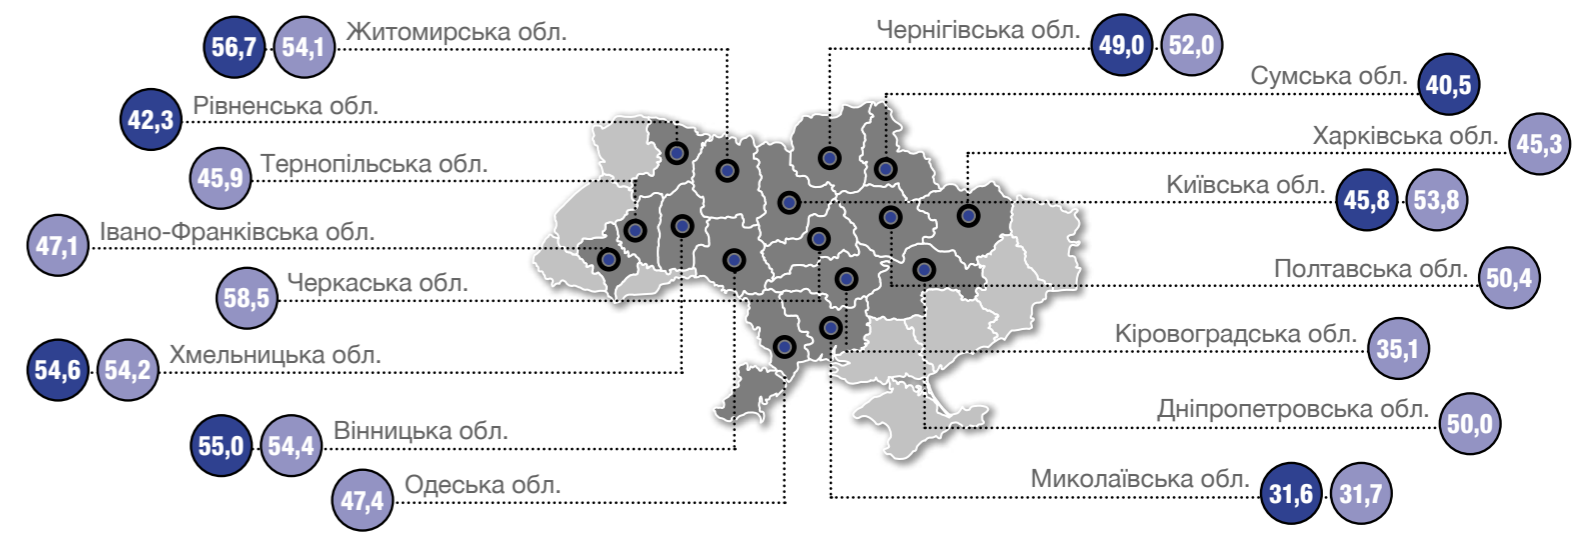 56,7 54,1 Житомирська обл.
42,3 Рівненська обл.
45,9 Тернопільська обл.
47,1 Івано-Франківська обл.
58,5 Черкаська обл.
54,6 54,2 Хмельницька обл.
55,0 54,4 Вінницька обл.
47,4 Одеська обл.
Чернігівська обл. 49,0 52,0
Сумська обл. 40,5
Харківська обл. 45,3
Київська обл. 45,8 53,8
Полтавська обл. 50,4
Кіровоградська обл. 35,1
Дніпропетровська обл. 50,0
Миколаївська обл. 31,6 31,7